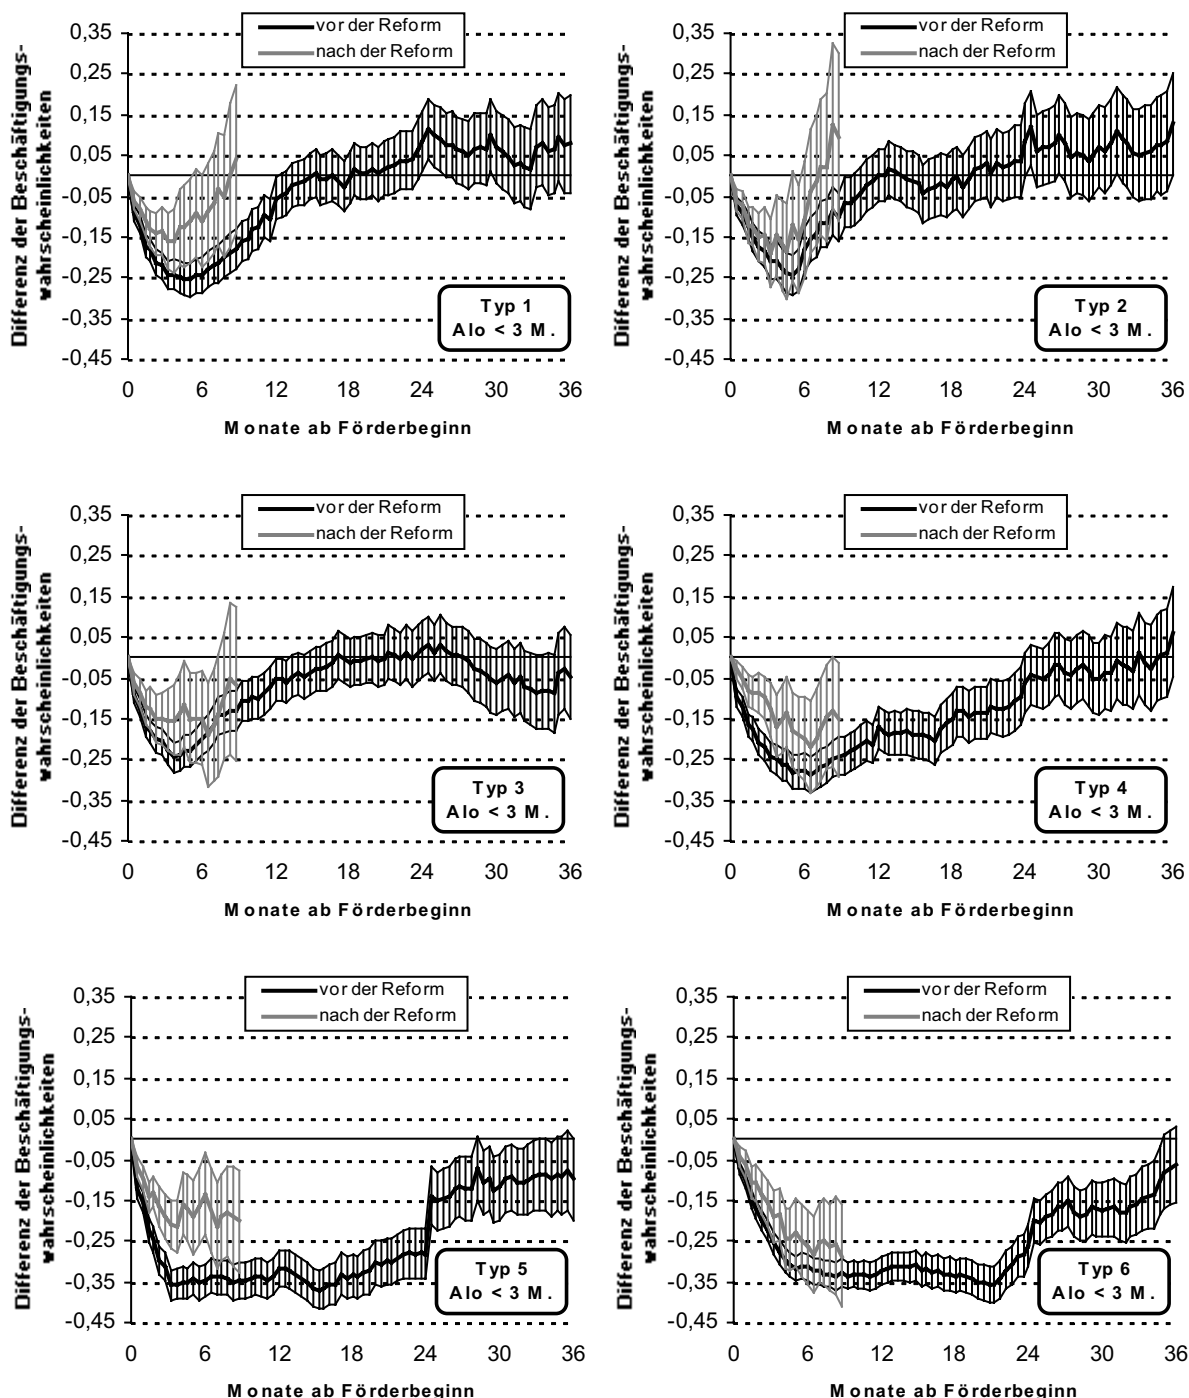 vor der Reform
nach der Reform
Differenz der Beschäftigungs-
wahrscheinlichkeiten
0,35
0,25
0,15
0,05
-0,05
-0,15
-0,25
-0,35
-0,45
Typ 1
Alo < 3 M.
0 6 12 18 24 30 36
Monate ab Förderbeginn
vor der Reform
nach der Reform
Differenz der Beschäftigungs-
wahrscheinlichkeiten
0,35
0,25
0,15
0,05
-0,05
-0,15
-0,25
-0,35
-0,45
Typ 2
Alo < 3 M.
0 6 12 18 24 30 36
Monate ab Förderbeginn
vor der Reform
nach der Reform
Differenz der Beschäftigungs-
wahrscheinlichkeiten
0,35
0,25
0,15
0,05
-0,05
-0,15
-0,25
-0,35
-0,45
Typ 3
Alo < 3 M.
0 6 12 18 24 30 36
Monate ab Förderbeginn
vor der Reform
nach der Reform
Differenz der Beschäftigungs-
wahrscheinlichkeiten
0,35
0,25
0,15
0,05
-0,05
-0,15
-0,25
-0,35
-0,45
Typ 4
Alo < 3 M.
0 6 12 18 24 30 36
Monate ab Förderbeginn
vor der Reform
nach der Reform
Differenz der Beschäftigungs-
wahrscheinlichkeiten
0,35
0,25
0,15
0,05
-0,05
-0,15
-0,25
-0,35
-0,45
Typ 5
Alo < 3 M.
0 6 12 18 24 30 36
Monate ab Förderbeginn
vor der Reform
nach der Reform
Differenz der Beschäftigungs-
wahrscheinlichkeiten
0,35
0,25
0,15
0,05
-0,05
-0,15
-0,25
-0,35
-0,45
Typ 6
Alo < 3 M.
0 6 12 18 24 30 36
Monate ab Förderbeginn